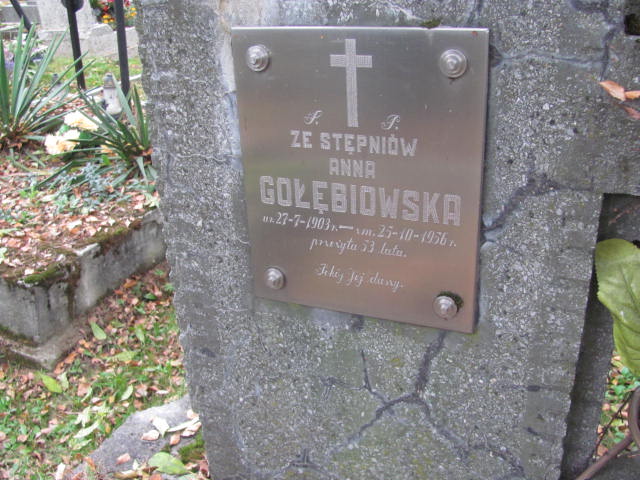 Ś. P.
ZE STĘPNIÓW
ANNA
GOŁĘBIOWSKA
ur. 27-7-1903 r. — zm. 25-10-1956 r.
przeżyła 53 lata.
Pokój Jej duszy.